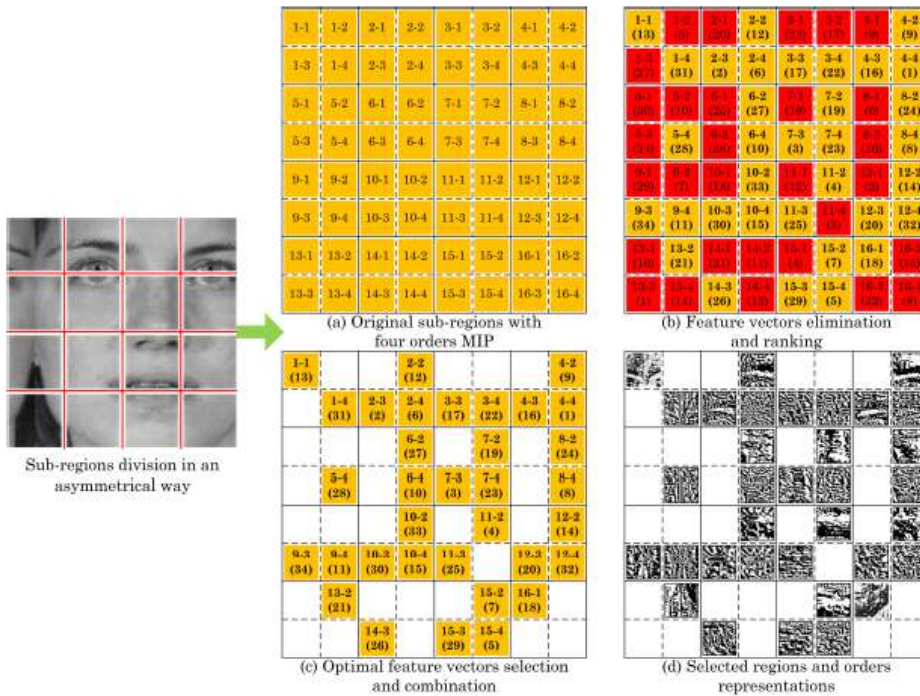 1-1 1-2 2-1 2-2 3-1 3-2 4-1 4-2
1-3 1-4 2-3 2-4 3-3 3-4 4-3 4-4
5-1 5-2 6-1 6-2 7-1 7-2 8-1 8-2
5-3 5-4 6-3 6-4 7-3 7-4 8-3 8-4
9-1 9-2 10-1 10-2 11-1 11-2 12-1 12-2
9-3 9-4 10-3 10-4 11-3 11-4 12-3 12-4
13-1 13-2 14-1 14-2 15-1 15-2 16-1 16-2
13-3 13-4 14-3 14-4 15-3 15-4 16-3 16-4
(a) Original sub-regions with
four orders MIP
1-1 2-2 4-2
(13) (12) (9)
1-4 2-3 2-4 3-3 3-4 4-3 4-4
(31) (2) (6) (17) (22) (16) (1)
6-2 7-2 8-2
(27) (19) (24)
5-4 6-4 7-3 7-4 8-4
(28) (10) (3) (23) (8)
10-2 11-2 12-2
(33) (4) (14)
9-3 9-4 10-3 10-4 11-3 12-3 12-4
(34) (11) (30) (15) (25) (20) (32)
13-2 15-2 16-1
(21) (7) (18)
14-3 15-3 15-4
(26) (29) (5)
(b) Feature vectors elimination
and ranking
Sub-regions division in an
asymmetrical way
1-1 2-2 4-2
(13) (12) (9)
1-4 2-3 2-4 3-3 3-4 4-3 4-4
(31) (2) (6) (17) (22) (16) (1)
6-2 7-2 8-2
(27) (19) (24)
5-4 6-4 7-3 7-4 8-4
(28) (10) (3) (23) (8)
10-2 11-2 12-2
(33) (4) (14)
9-3 9-4 10-3 10-4 11-3 12-3 12-4
(34) (11) (30) (15) (25) (20) (32)
13-2 15-2 16-1
(21) (7) (18)
14-3 15-3 15-4
(26) (29) (5)
(c) Optimal feature vectors selection
and combination
(d) Selected regions and orders
representations